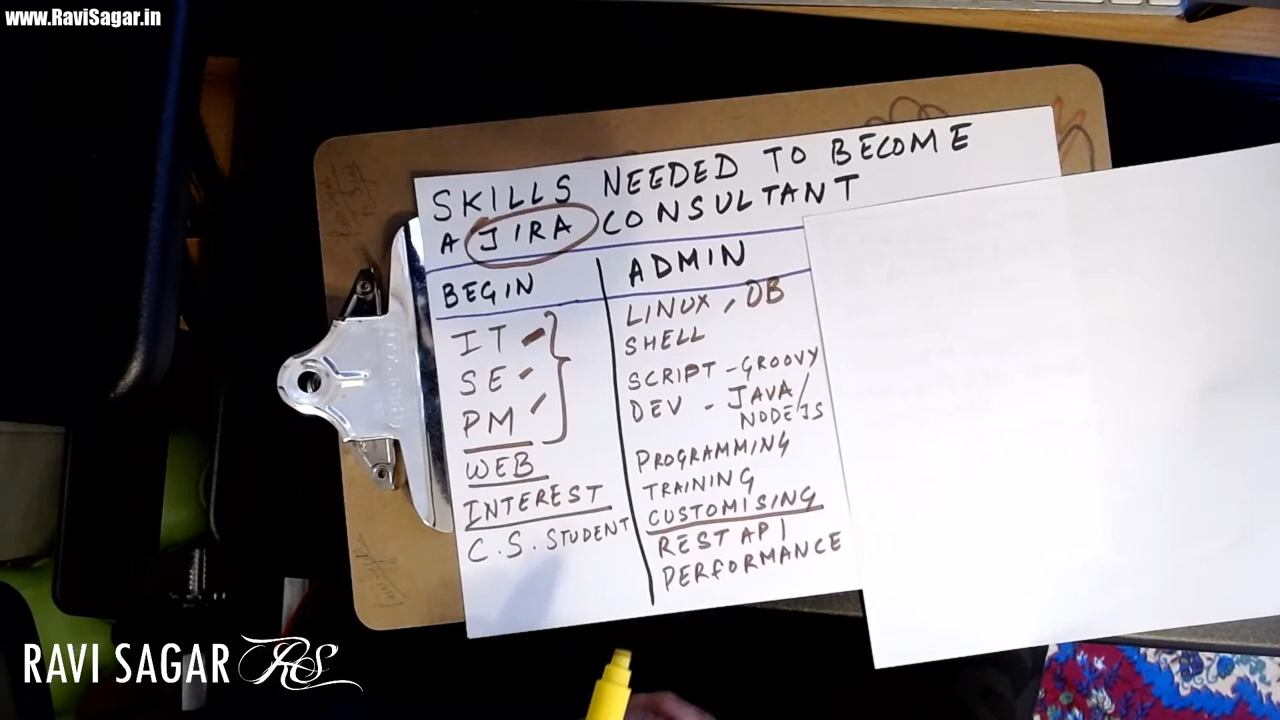 www.RaviSagar.in
SKILLS NEEDED TO BECOME
A JIRA CONSULTANT
BEGIN
IT
SE
PM
WEB
INTEREST
C.S. STUDENT
ADMIN
LINUX, DB
SHELL
SCRIPT - GROOVY
DEV - JAVA/
NODEJS
PROGRAMMING
TRAINING
CUSTOMISING
REST API
PERFORMANCE
RAVI SAGAR RS